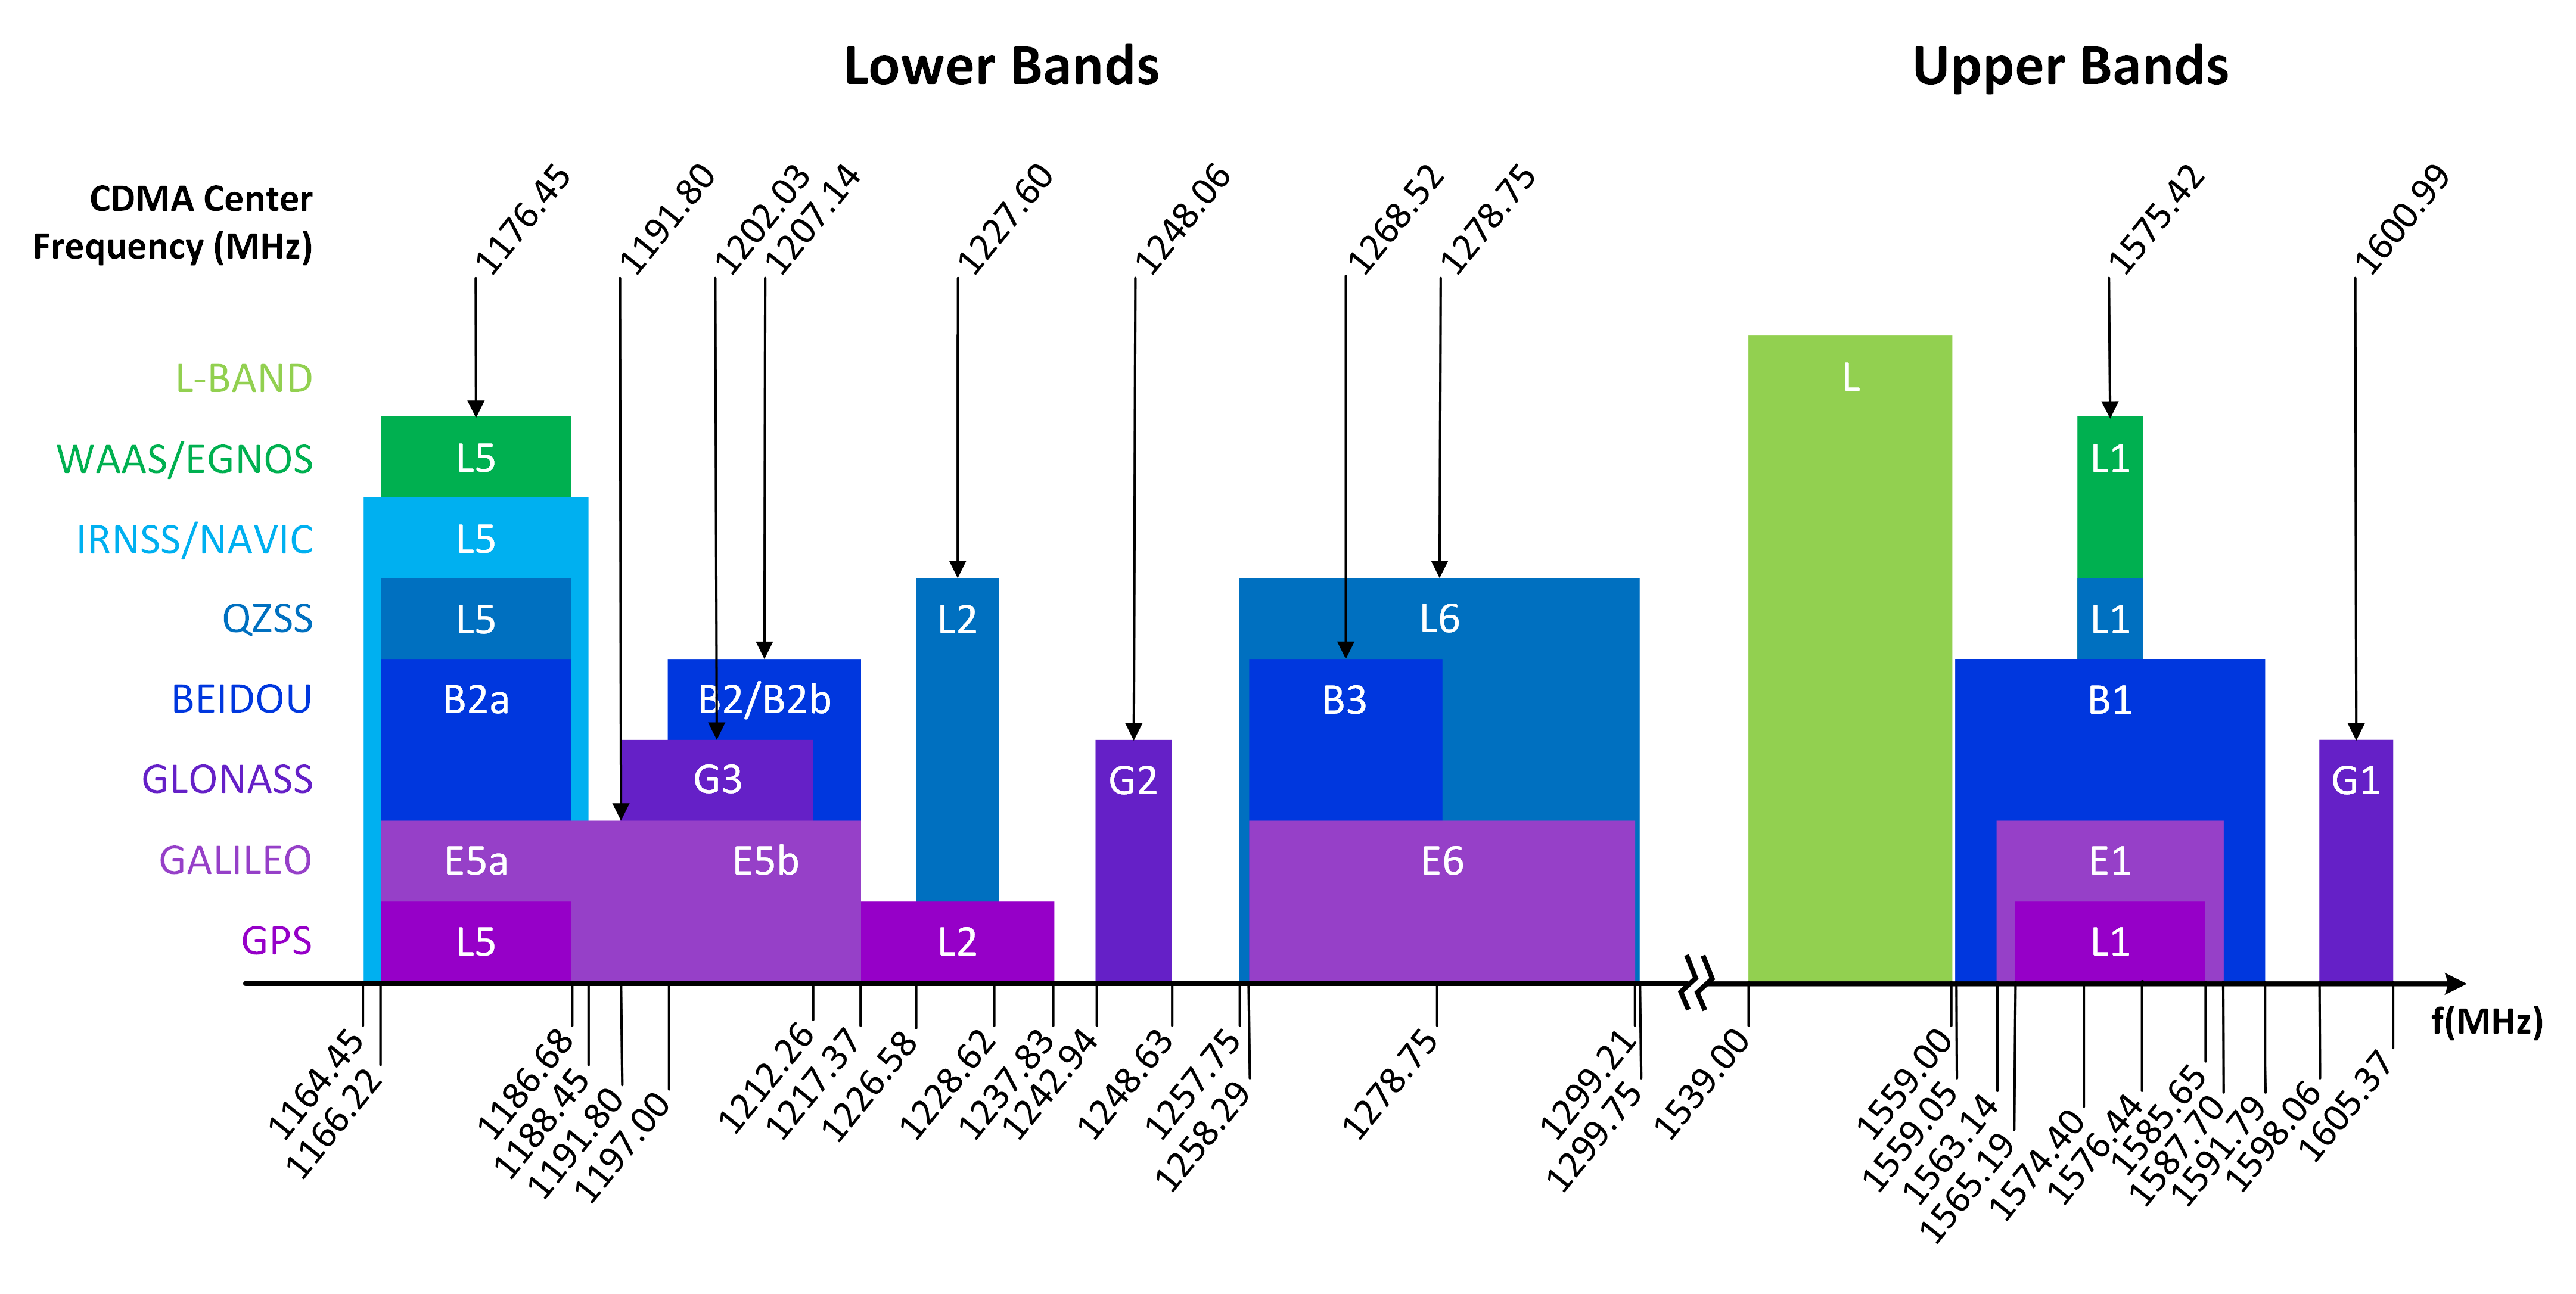 Lower Bands
Upper Bands
CDMA Center
Frequency (MHz)
1176.45
1191.80
1202.03
1207.14
1227.60
1248.06
1268.52
1278.75
1575.42
1600.99
L-BAND
L
WAAS/EGNOS
L5
L1
IRNSS/NAVIC
L5
QZSS
L5
L2
L6
L1
BEIDOU
B2a
B2/B2b
B3
B1
GLONASS
G3
G2
G1
GALILEO
E5a
E5b
E6
E1
GPS
L5
L2
L1
f(MHz)
1164.45
1166.22
1186.68
1188.45
1191.80
1197.00
1212.26
1217.37
1226.58
1228.62
1237.83
1242.94
1248.63
1257.75
1258.29
1278.75
1299.21
1299.75
1539.00
1559.00
1559.05
1563.14
1565.19
1574.40
1576.44
1585.65
1587.70
1591.79
1598.06
1605.37